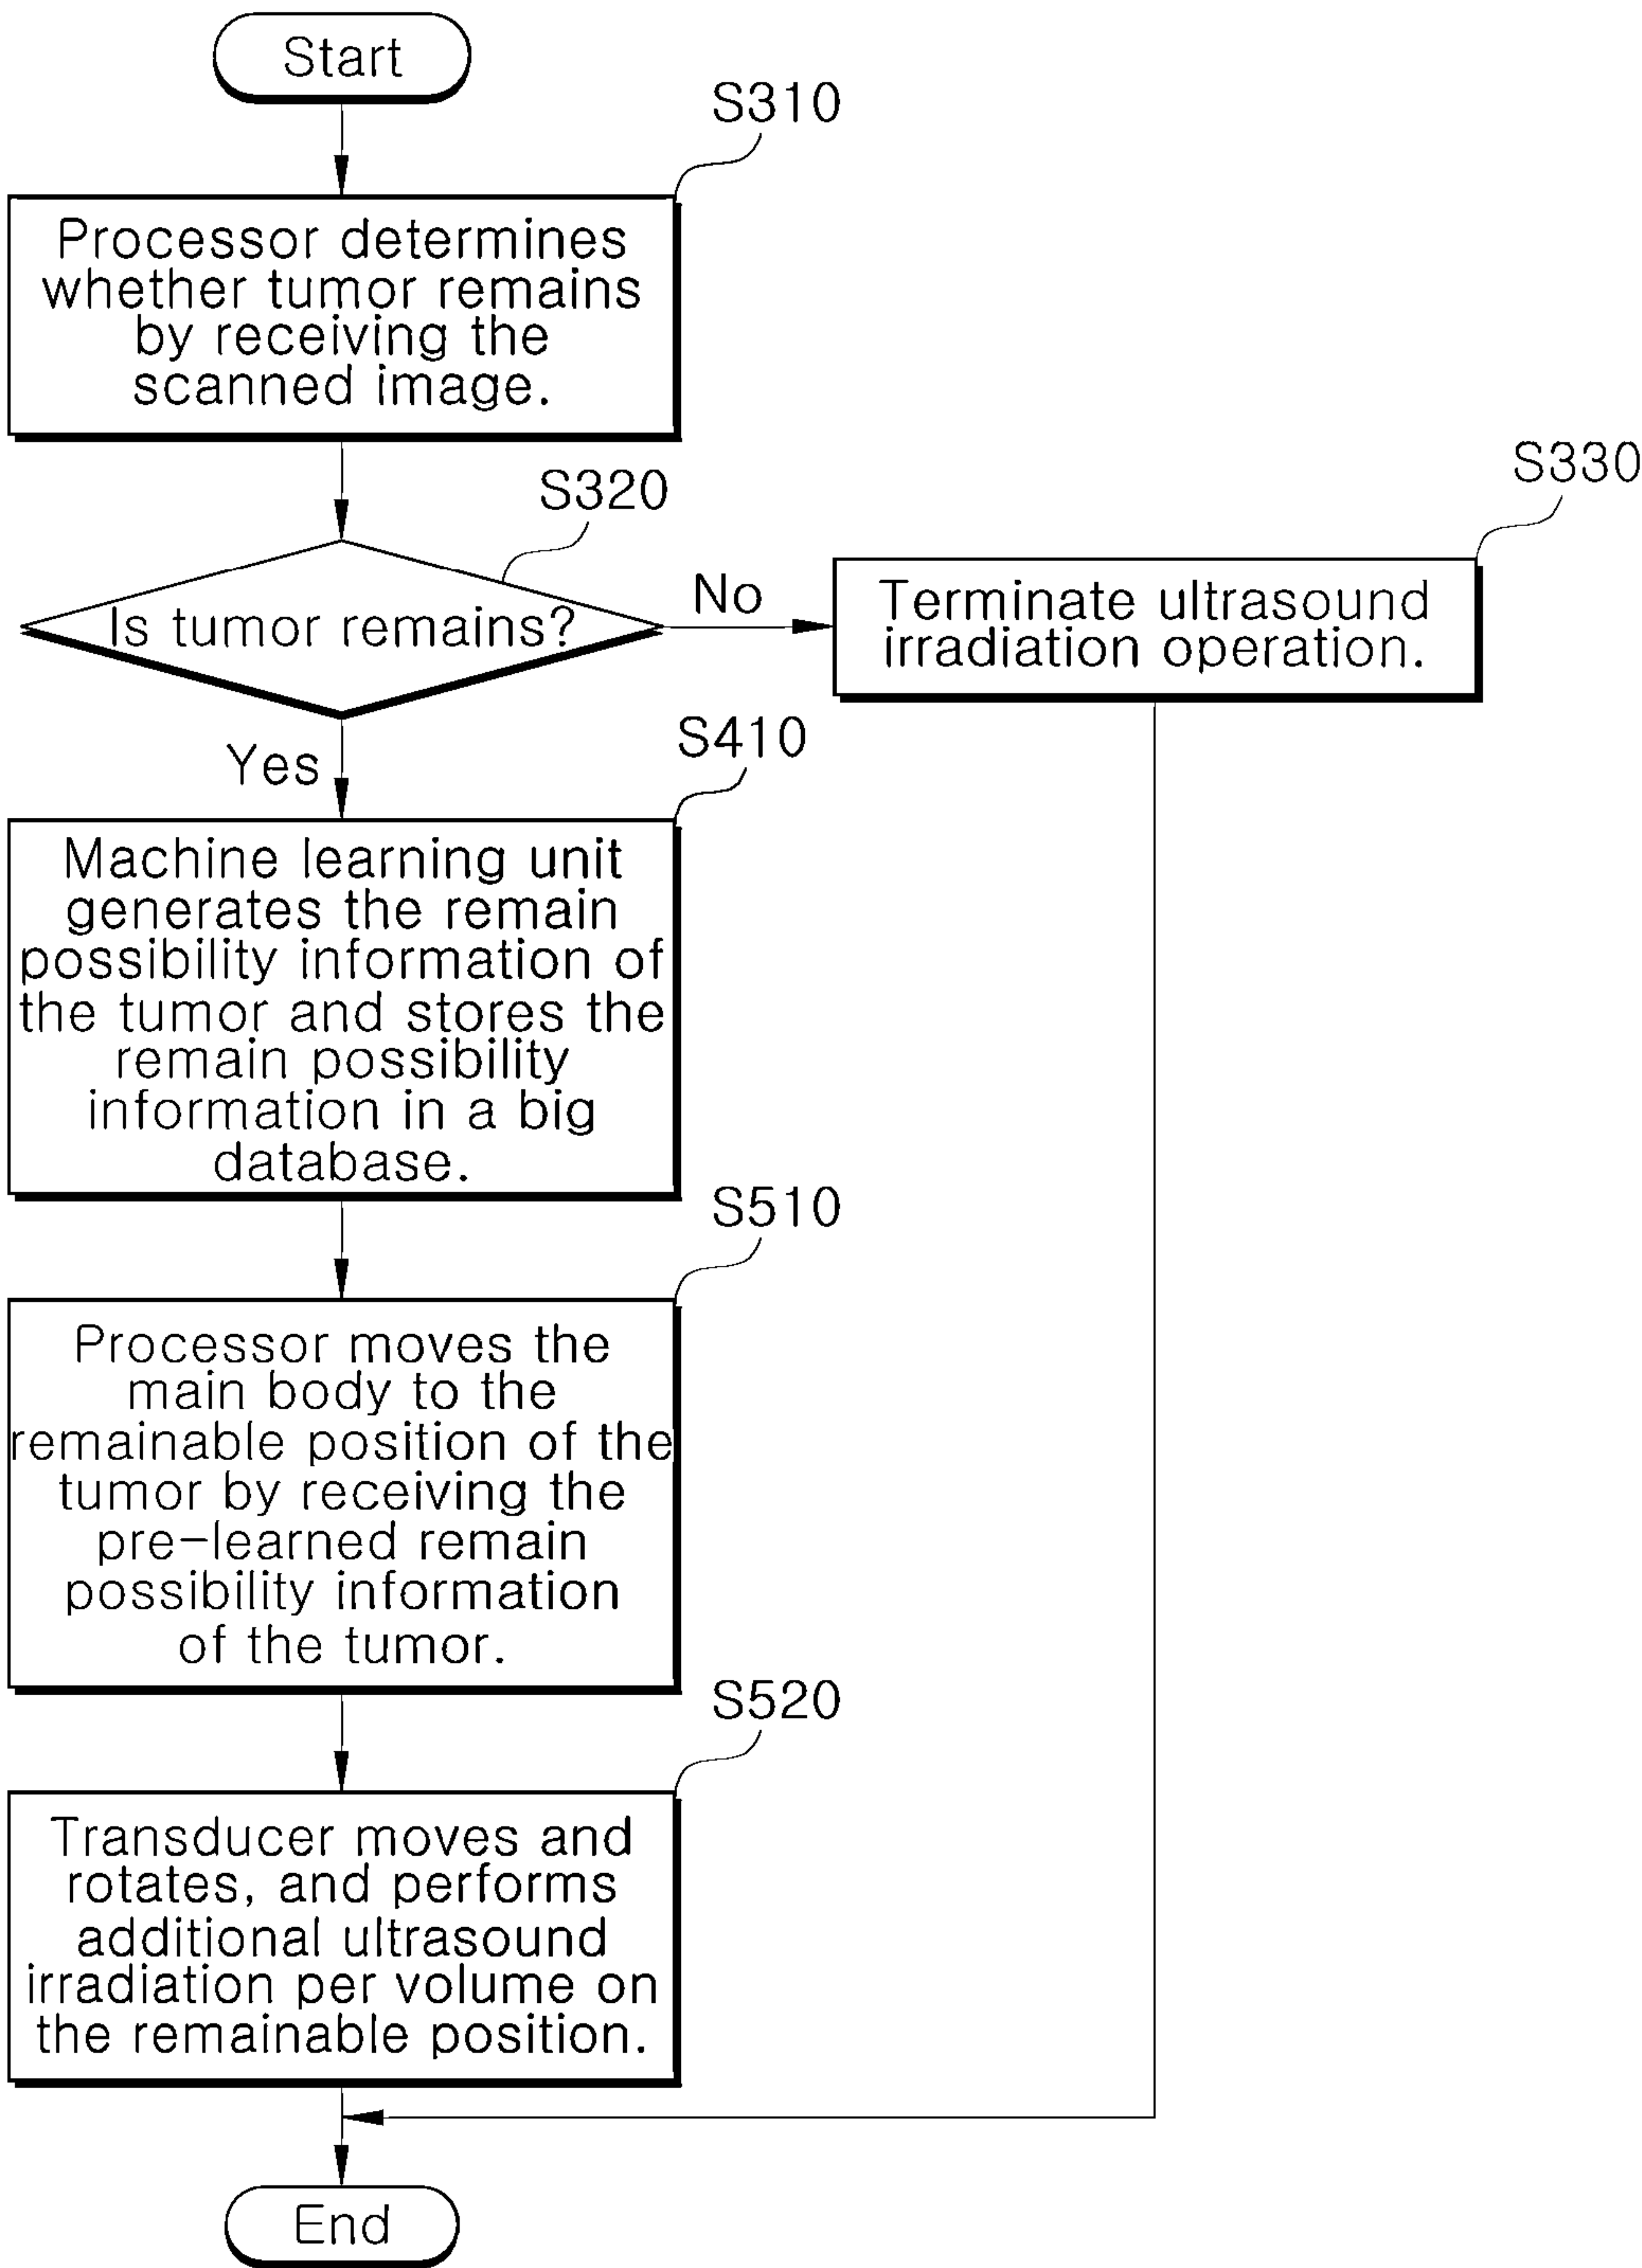 Start
S310
Processor determines
whether tumor remains
by receiving the
scanned image.
S320
Is tumor remains?
No
S330
Terminate ultrasound
irradiation operation.
Yes
S410
Machine learning unit
generates the remain
possibility information of
the tumor and stores the
remain possibility
information in a big
database.
S510
Processor moves the
main body to the
remainable position of the
tumor by receiving the
pre-learned remain
possibility information
of the tumor.
S520
Transducer moves and
rotates, and performs
additional ultrasound
irradiation per volume on
the remainable position.
End